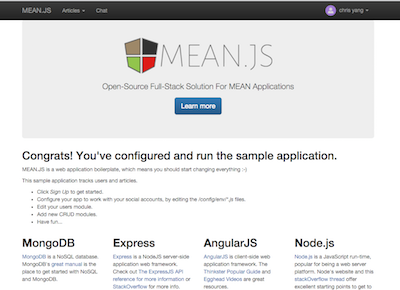 MEAN.JS Articles Chat chris yang
MEAN.JS
Open-Source Full-Stack Solution For MEAN Applications
Learn more
Congrats! You've configured and run the sample application.
MEAN.JS is a web application boilerplate, which means you should start changing everything :-)
This sample application tracks users and articles.
• Click Sign Up to get started.
• Configure your app to work with your social accounts, by editing the /config/env/*.js files.
• Edit your users module.
• Add new CRUD modules.
• Have fun...
MongoDB
MongoDB is a NoSQL database.
MongoDB's great manual is the
place to get started with NoSQL
and MongoDB.
Express
Express is a NodeJS server-side
application web framework.
Check out The ExpressJS API
reference for more information or
StackOverflow for more info.
AngularJS
AngularJS is client-side web
application framework. The
Thinkster Popular Guide and
Egghead Videos are great
resources.
Node.js
Node.js is a JavaScript run-time,
popular for being a web server
platform. Node's website and this
stackOverflow thread offer
excellent starting points to get to